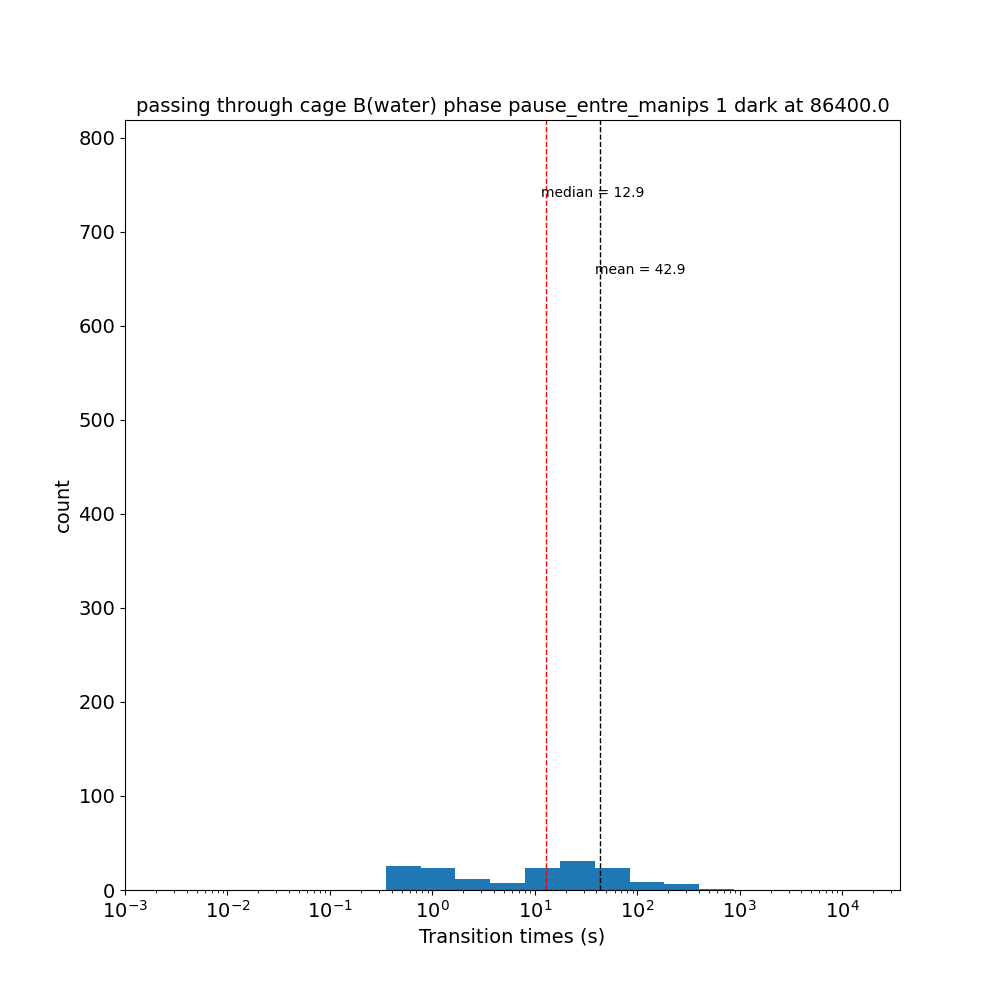 passing through cage B(water) phase pause_entre_manips 1 dark at 86400.0
800
700
600
500
400
300
200
100
0
count
median = 12.9
mean = 42.9
10⁻³ 10⁻² 10⁻¹ 10⁰ 10¹ 10² 10³ 10⁴
Transition times (s)